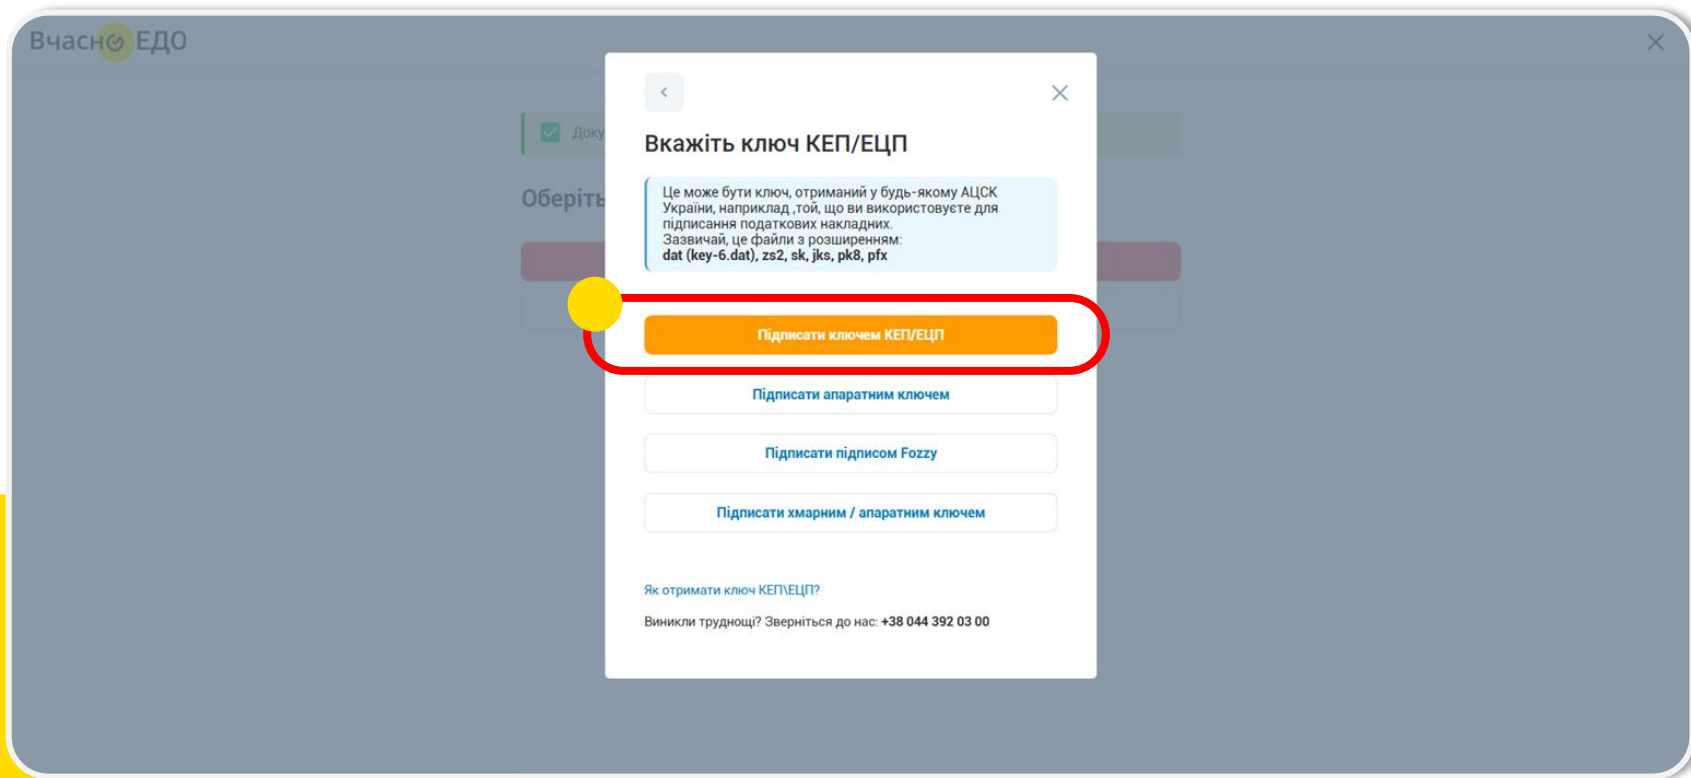 Вчасно ЕДО
Оберіть
Вкажіть ключ КЕП/ЕЦП
Це може бути ключ, отриманий у будь-якому АЦСК
України, наприклад ,той, що ви використовуєте для
підписання податкових накладних.
Зазвичай, це файли з розширенням:
dat (key-6.dat), zs2, sk, jks, pk8, pfx
Підписати ключем КЕП/ЕЦП
Підписати апаратним ключем
Підписати підписом Fozzy
Підписати хмарним / апаратним ключем
Як отримати ключ КЕП\ЕЦП?
Виникли труднощі? Зверніться до нас: +38 044 392 03 00